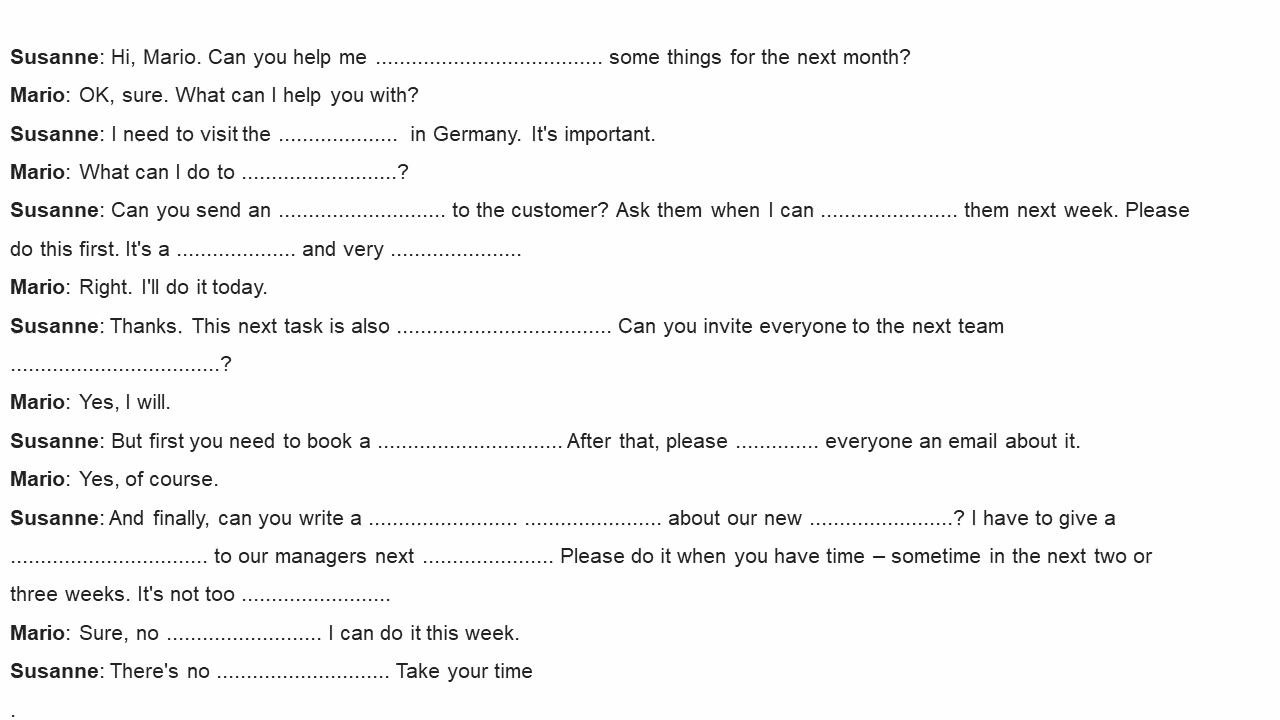 Susanne: Hi, Mario. Can you help me ...................................... some things for the next month?
Mario: OK, sure. What can I help you with?
Susanne: I need to visit the .................... in Germany. It's important.
Mario: What can I do to ..........................?
Susanne: Can you send an ............................ to the customer? Ask them when I can ....................... them next week. Please
do this first. It's a .................... and very ......................
Mario: Right. I'll do it today.
Susanne: Thanks. This next task is also .................................... Can you invite everyone to the next team
...................................?
Mario: Yes, I will.
Susanne: But first you need to book a ............................... After that, please .............. everyone an email about it.
Mario: Yes, of course.
Susanne: And finally, can you write a ......................... ....................... about our new ........................? I have to give a
................................. to our managers next ...................... Please do it when you have time – sometime in the next two or
three weeks. It's not too .........................
Mario: Sure, no .......................... I can do it this week.
Susanne: There's no ............................. Take your time
.